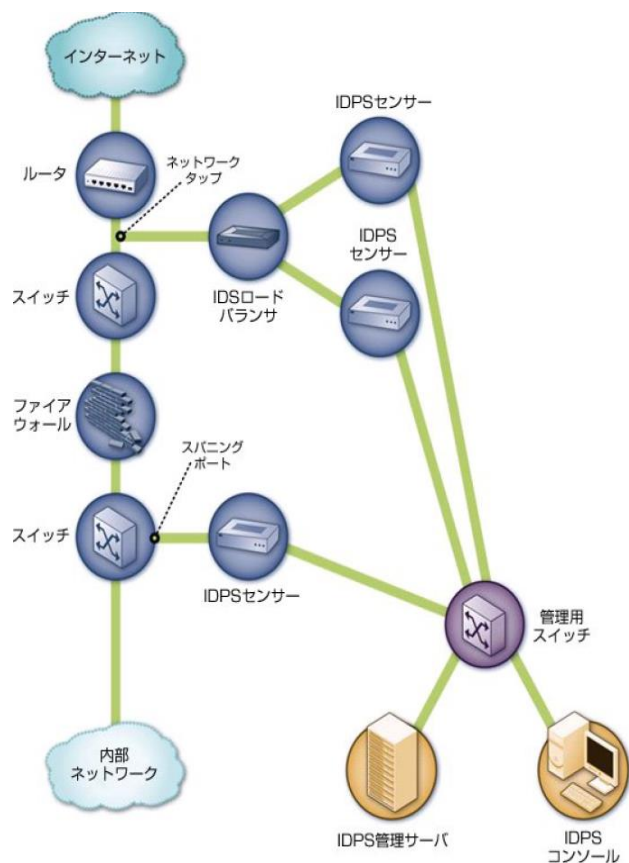 インターネット
ルータ
ネットワーク
タップ
IDPSセンサー
IDPS
センサー
IDSロード
バランサ
スイッチ
ファイア
ウォール
スパニング
ポート
スイッチ
IDPSセンサー
管理用
スイッチ
内部
ネットワーク
IDPS管理サーバ
IDPS
コンソール